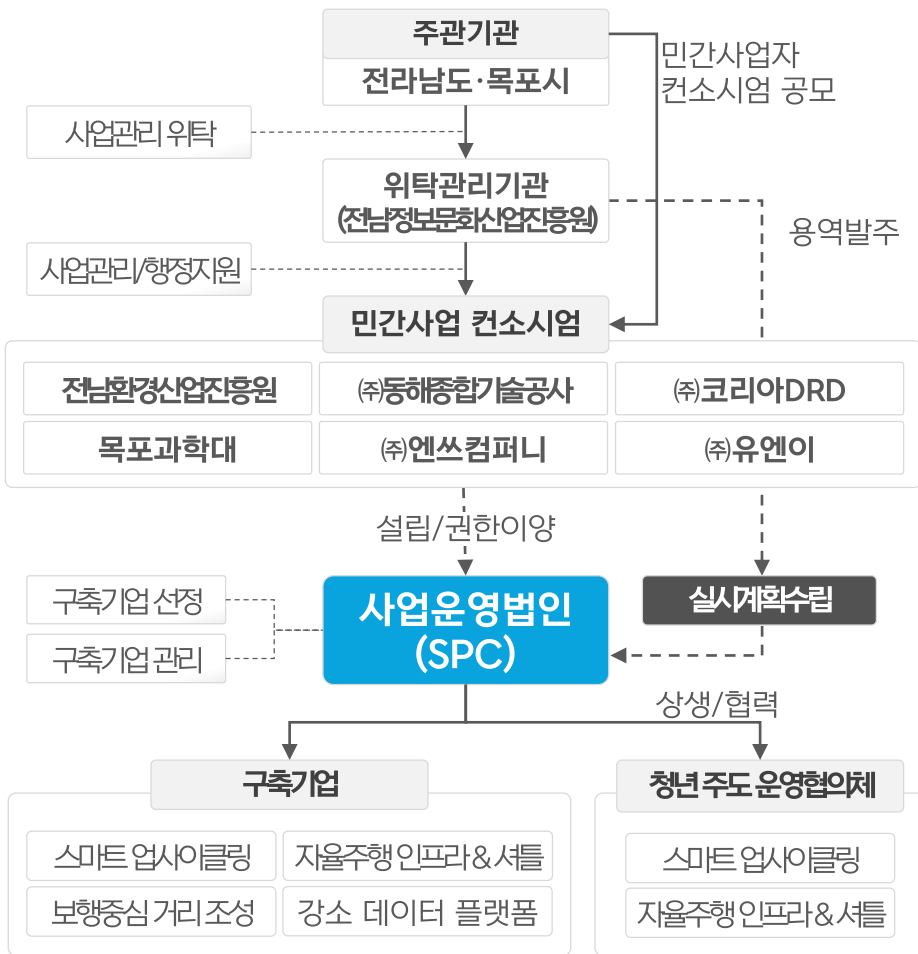 주관기관
전라남도·목포시
민간사업자
컨소시엄 공모
사업관리 위탁
위탁관리기관
(전남정보문화산업진흥원)
용역발주
사업관리/행정지원
민간사업 컨소시엄
전남환경산업진흥원
㈜동해종합기술공사
㈜코리아DRD
목포과학대
㈜엔쓰컴퍼니
㈜유엔이
설립/권한이양
구축기업 선정
구축기업 관리
사업운영법인
(SPC)
실시계획수립
상생/협력
구축기업
스마트 업사이클링
자율주행 인프라 & 셔틀
보행중심 거리 조성
강소 데이터 플랫폼
청년 주도 운영협의체
스마트 업사이클링
자율주행 인프라 & 셔틀